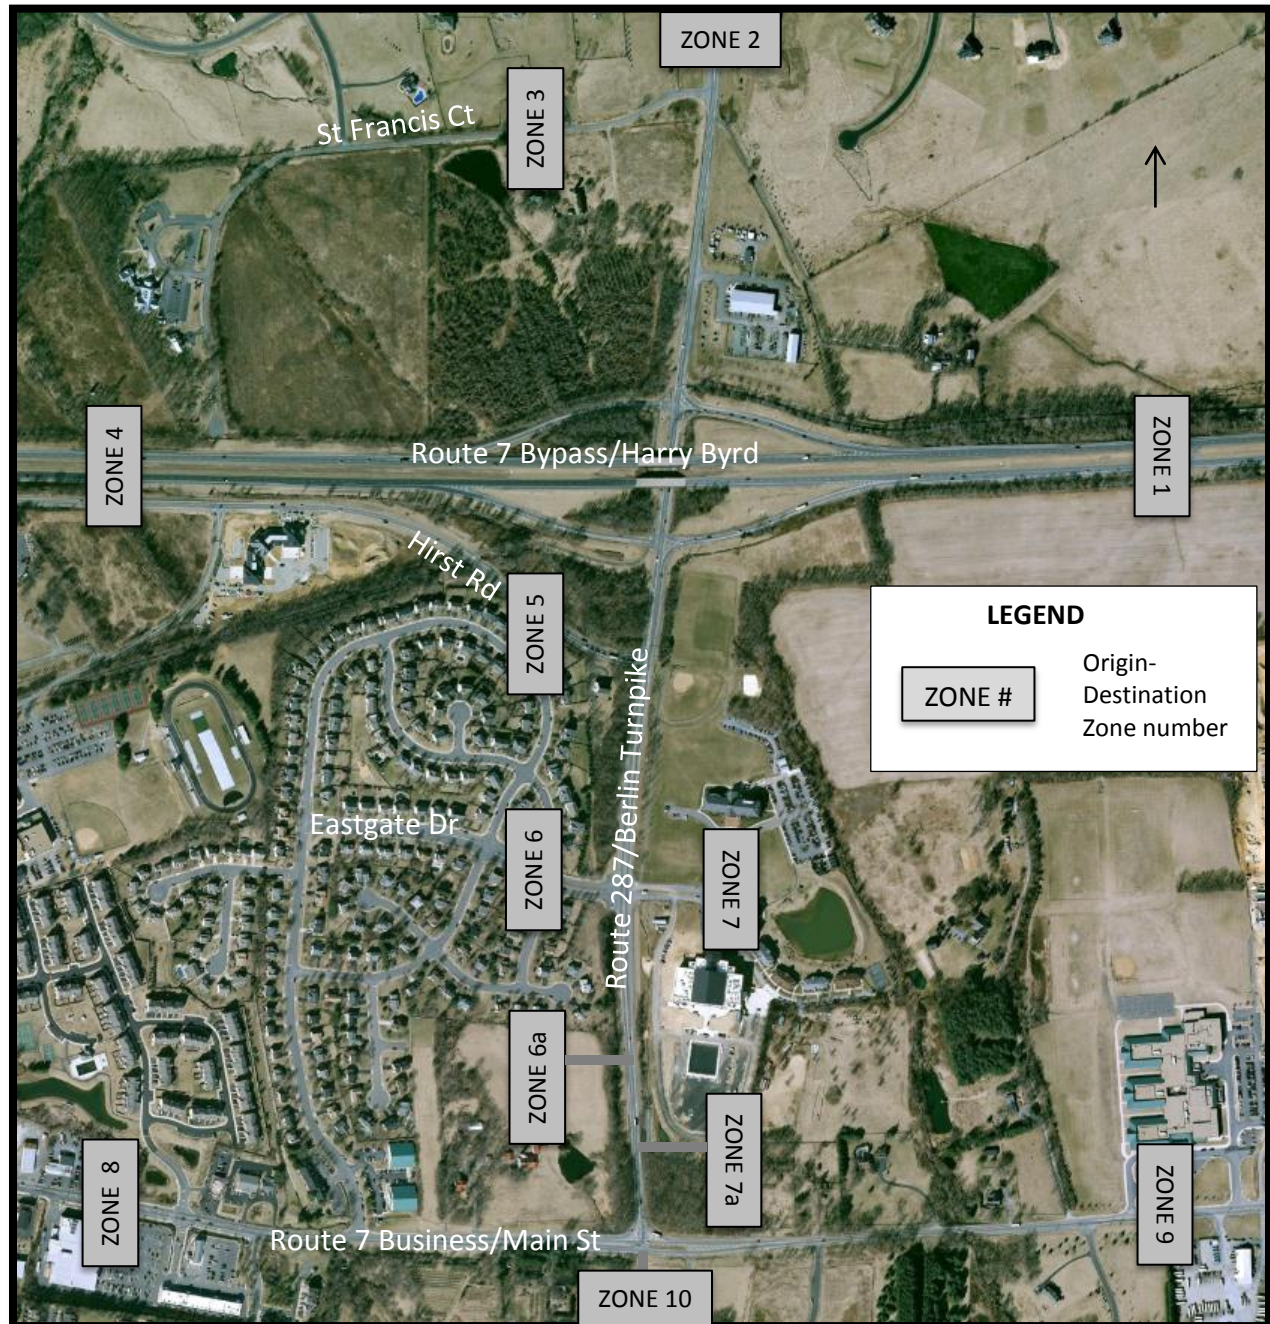 ZONE 2
ZONE 3
St Francis Ct
ZONE 4
Route 7 Bypass/Harry Byrd
ZONE 1
Hirst Rd
ZONE 5
LEGEND
ZONE #
Origin-
Destination
Zone number
Route 287/Berlin Turnpike
Eastgate Dr
ZONE 6
ZONE 7
ZONE 6a
ZONE 7a
ZONE 8
ZONE 9
Route 7 Business/Main St
ZONE 10